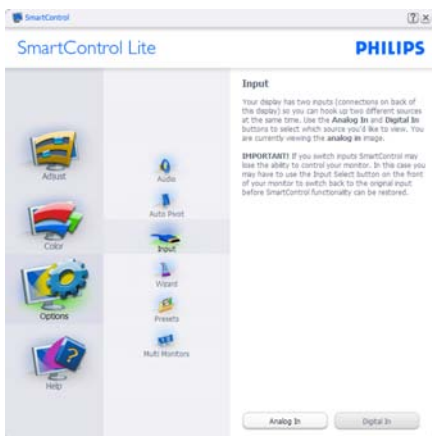 SmartControl
SmartControl Lite
PHILIPS
Adjust
Color
Options
Help
Audio
Auto Pivot
Input
Wizard
Presets
Multi Monitors
Input
Your display has two inputs (connections on back of
the display) so you can hook up two different sources
at the same time. Use the Analog In and Digital In
buttons to select which source you'd like to view. You
are currently viewing the analog in image.
IMPORTANT! If you switch inputs SmartControl may
lose the ability to control your monitor. In this case you
may have to use the Input Select button on the front
of your monitor to switch back to the original input
before SmartControl functionality can be restored.
Analog In
Digital In